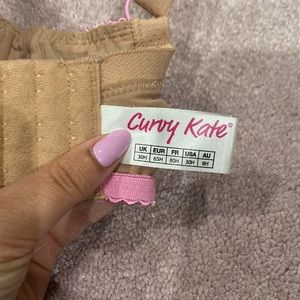 Curvy Kate®
UK EUR FR USA AU
30H 65H 80H 30H 8H